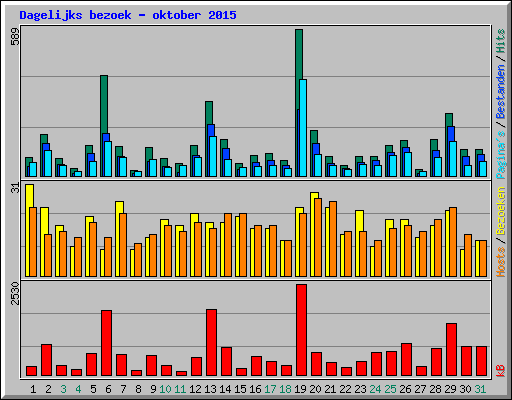 Dagelijks bezoek - oktober 2015
589
31
2530
Hosts / Bezoeken Pagina's / Bestanden / Hits
kB
1 2 3 4 5 6 7 8 9 10 11 12 13 14 15 16 17 18 19 20 21 22 23 24 25 26 27 28 29 30 31